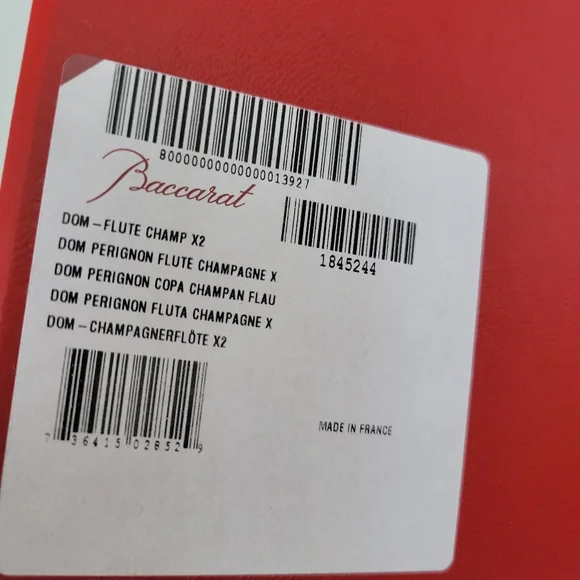 80000000000000013927
Baccarat
1845244
DOM-FLUTE CHAMP X2
DOM PERIGNON FLUTE CHAMPAGNE X
DOM PERIGNON COPA CHAMPAN FLAU
DOM PERIGNON FLUTA CHAMPAGNE X
DOM-CHAMPAGNERFLÖTE X2
MADE IN FRANCE
7 36415 02852 9